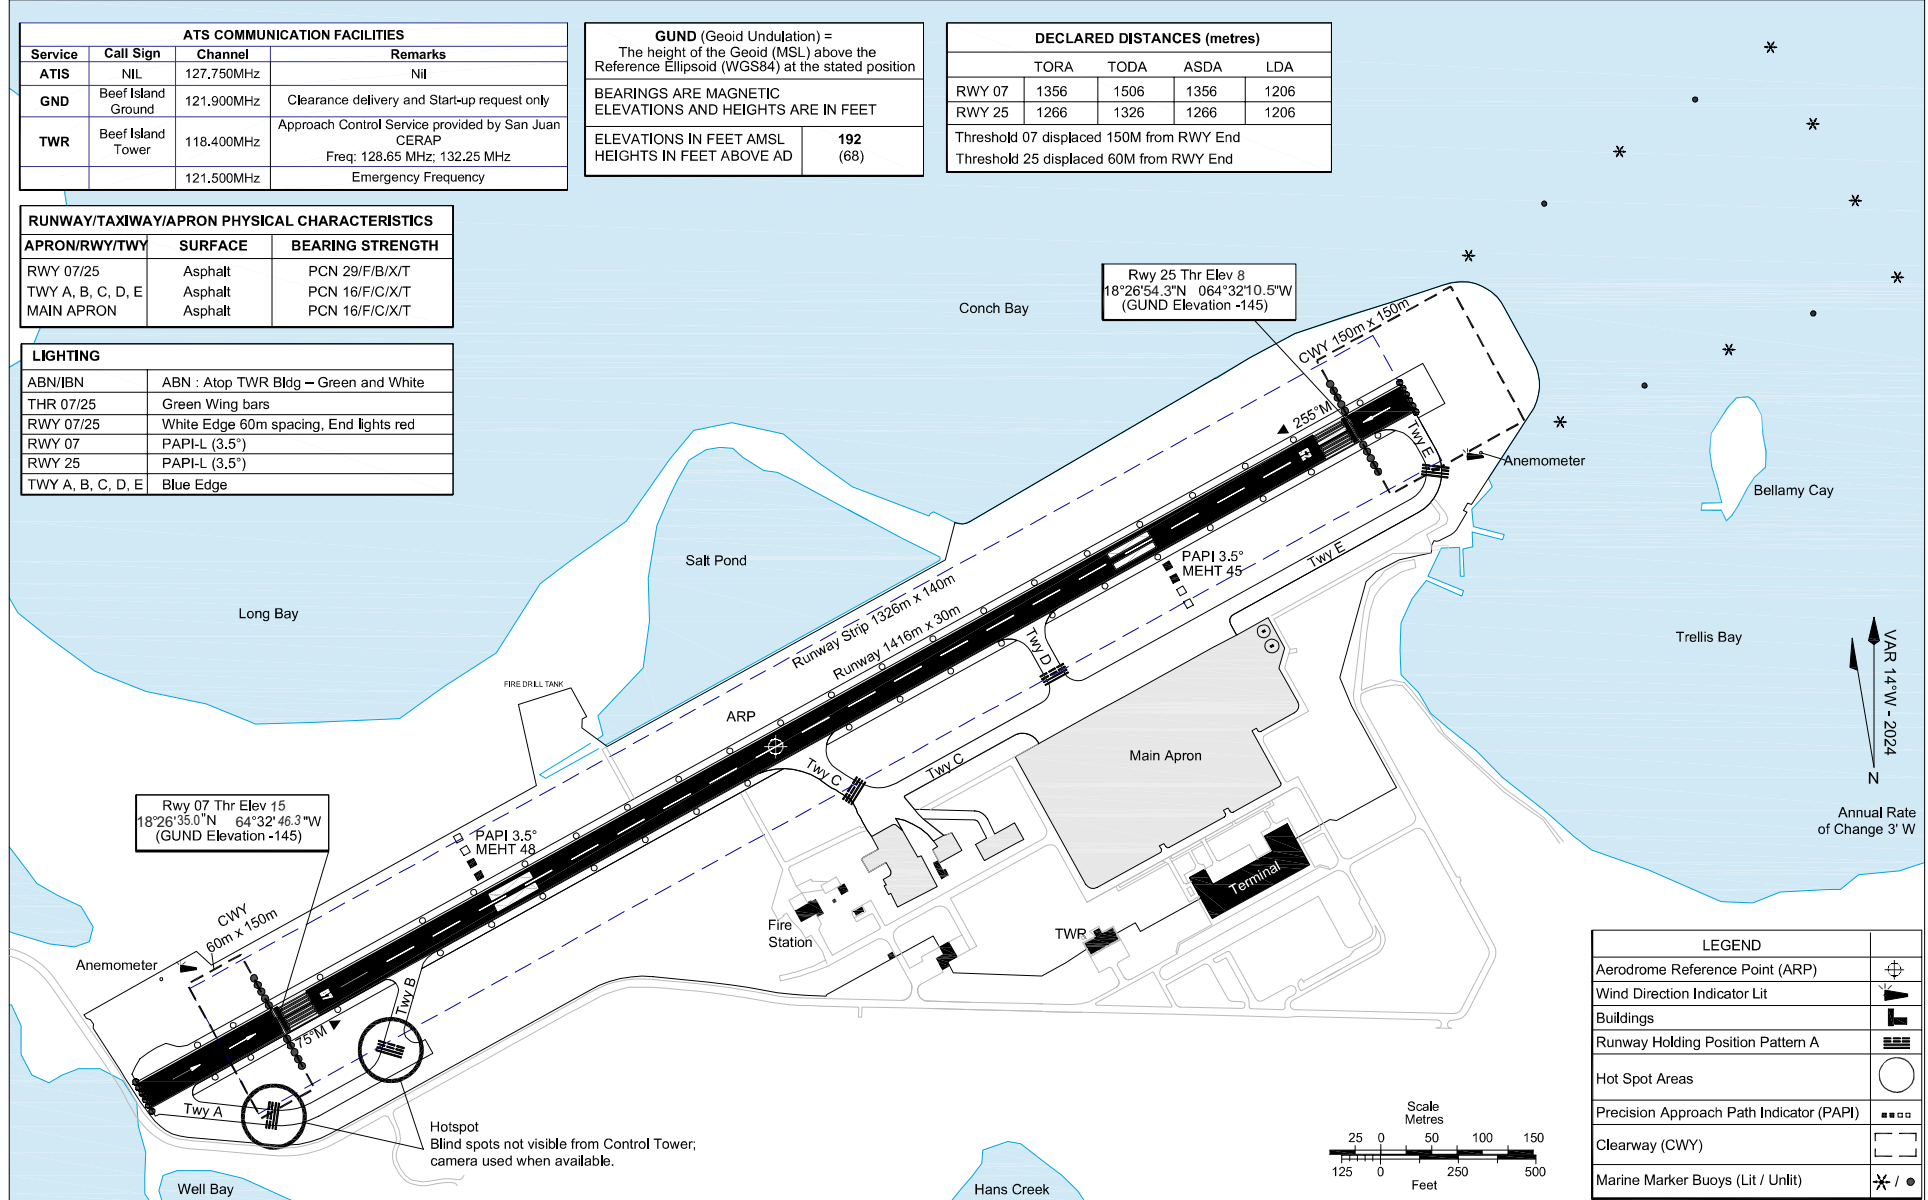 ATS COMMUNICATION FACILITIES
Service Call Sign Channel Remarks
ATIS NIL 127.750MHz Nil
GND Beef Island Ground 121.900MHz Clearance delivery and Start-up request only
TWR Beef Island Tower 118.400MHz Approach Control Service provided by San Juan
CERAP
Freq: 128.65 MHz; 132.25 MHz
121.500MHz Emergency Frequency
GUND (Geoid Undulation) =
The height of the Geoid (MSL) above the
Reference Ellipsoid (WGS84) at the stated position
BEARINGS ARE MAGNETIC
ELEVATIONS AND HEIGHTS ARE IN FEET
ELEVATIONS IN FEET AMSL 192
HEIGHTS IN FEET ABOVE AD (68)
DECLARED DISTANCES (metres)
TORA TODA ASDA LDA
RWY 07 1356 1506 1356 1206
RWY 25 1266 1326 1266 1206
Threshold 07 displaced 150M from RWY End
Threshold 25 displaced 60M from RWY End
RUNWAY/TAXIWAY/APRON PHYSICAL CHARACTERISTICS
APRON/RWY/TWY SURFACE BEARING STRENGTH
RWY 07/25 Asphalt PCN 29/F/B/X/T
TWY A, B, C, D, E Asphalt PCN 16/F/C/X/T
MAIN APRON Asphalt PCN 16/F/C/X/T
LIGHTING
ABN/IBN ABN : Atop TWR Bldg – Green and White
THR 07/25 Green Wing bars
RWY 07/25 White Edge 60m spacing, End lights red
RWY 07 PAPI-L (3.5°)
RWY 25 PAPI-L (3.5°)
TWY A, B, C, D, E Blue Edge
Rwy 25 Thr Elev 8
18°26'54.3"N 064°32'10.5"W
(GUND Elevation -145)
Conch Bay
CWY 150m x 150m
255°M
25
Twy E
Anemometer
Bellamy Cay
Salt Pond
PAPI 3.5°
MEHT 45
Twy E
Long Bay
Runway Strip 1326m x 140m
Runway 1416m x 30m
Twy D
Trellis Bay
VAR 14°W - 2024
N
Annual Rate
of Change 3' W
FIRE DRILL TANK
ARP
Twy C
Twy C
Main Apron
Rwy 07 Thr Elev 15
18°26'35.0"N 64°32'46.3"W
(GUND Elevation -145)
PAPI 3.5°
MEHT 48
Terminal
CWY
60m x 150m
Fire
Station
TWR
Anemometer
Twy B
75°M
Twy A
Hotspot
Blind spots not visible from Control Tower;
camera used when available.
Well Bay
Hans Creek
Scale
Metres
25 0 50 100 150
125 0 250 500
Feet
LEGEND
Aerodrome Reference Point (ARP)
Wind Direction Indicator Lit
Buildings
Runway Holding Position Pattern A
Hot Spot Areas
Precision Approach Path Indicator (PAPI)
Clearway (CWY)
Marine Marker Buoys (Lit / Unlit) /